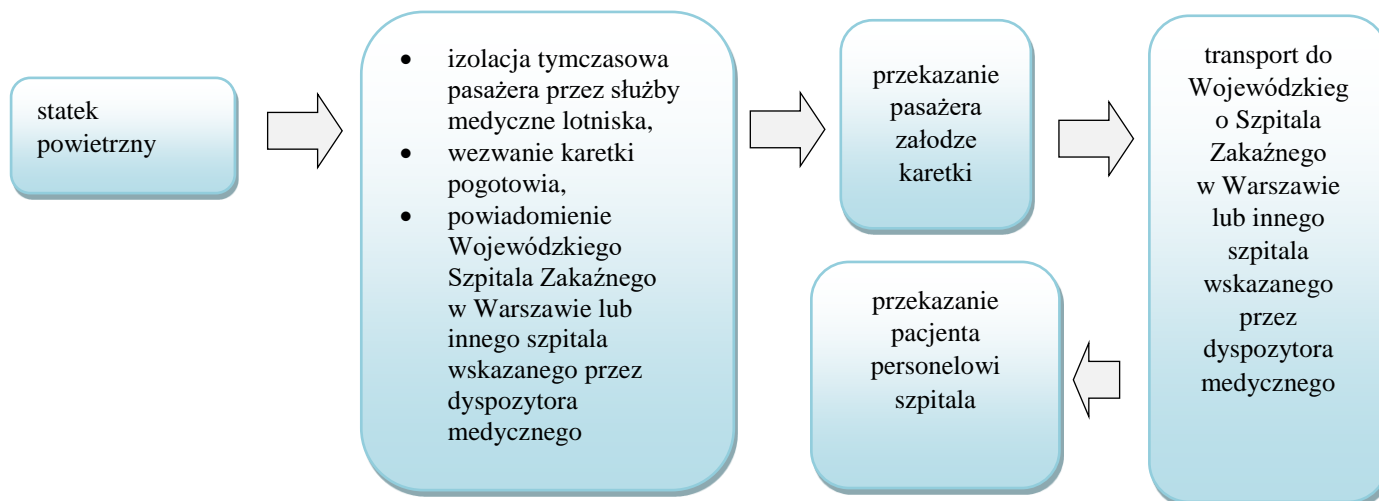 statek
powietrzny
• izolacja tymczasowa
pasażera przez służby
medyczne lotniska,
• wezwanie karetki
pogotowia,
• powiadomienie
Wojewódzkiego
Szpitala Zakaźnego
w Warszawie lub
innego szpitala
wskazanego przez
dyspozytora
medycznego
przekazanie
pasażera
załodze
karetki
transport do
Wojewódzkieg
o Szpitala
Zakaźnego
w Warszawie
lub innego
szpitala
wskazanego
przez
dyspozytora
medycznego
przekazanie
pacjenta
personelowi
szpitala